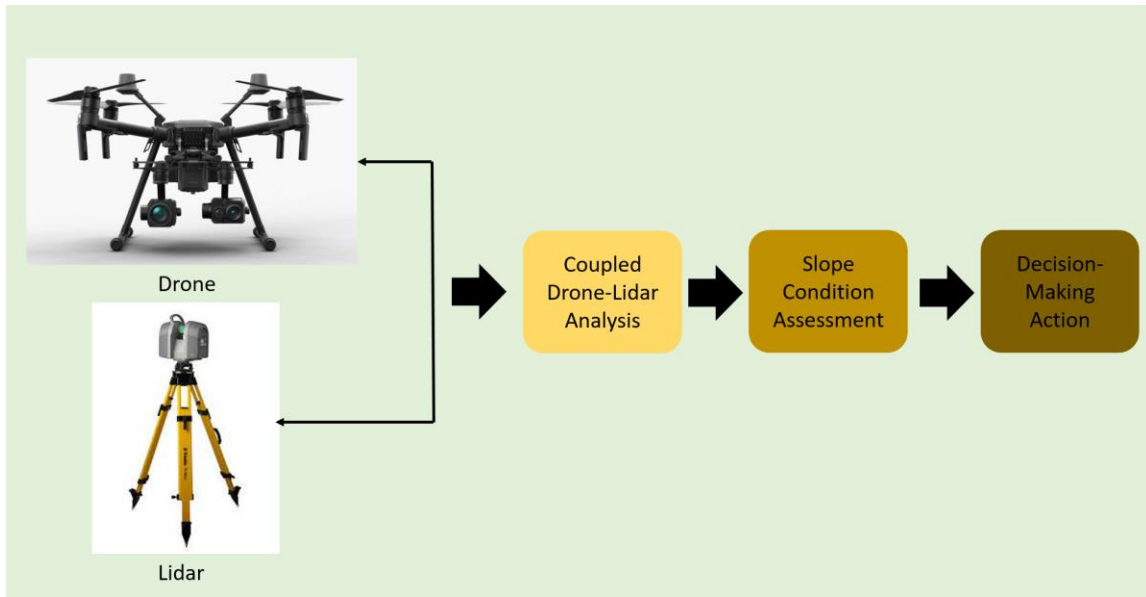 Drone
Lidar
Coupled
Drone-Lidar
Analysis
Slope
Condition
Assessment
Decision-
Making
Action